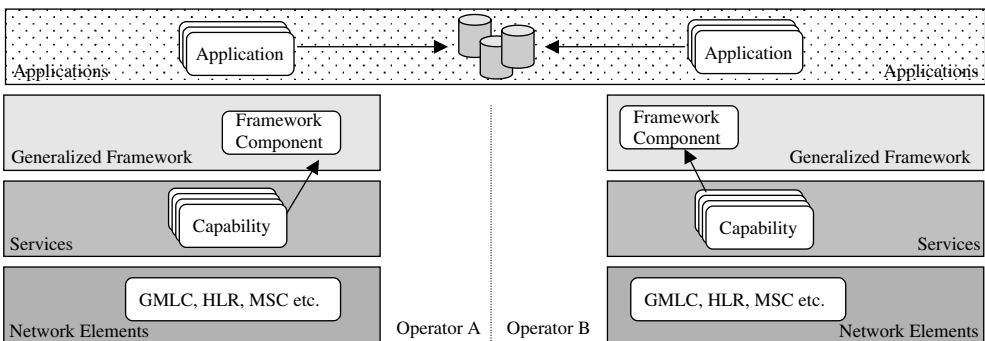 Application
Application
Applications
Applications
Framework
Component
Framework
Component
Generalized Framework
Generalized Framework
Capability
Capability
Services
Services
GMLC, HLR, MSC etc.
GMLC, HLR, MSC etc.
Network Elements
Operator A
Operator B
Network Elements